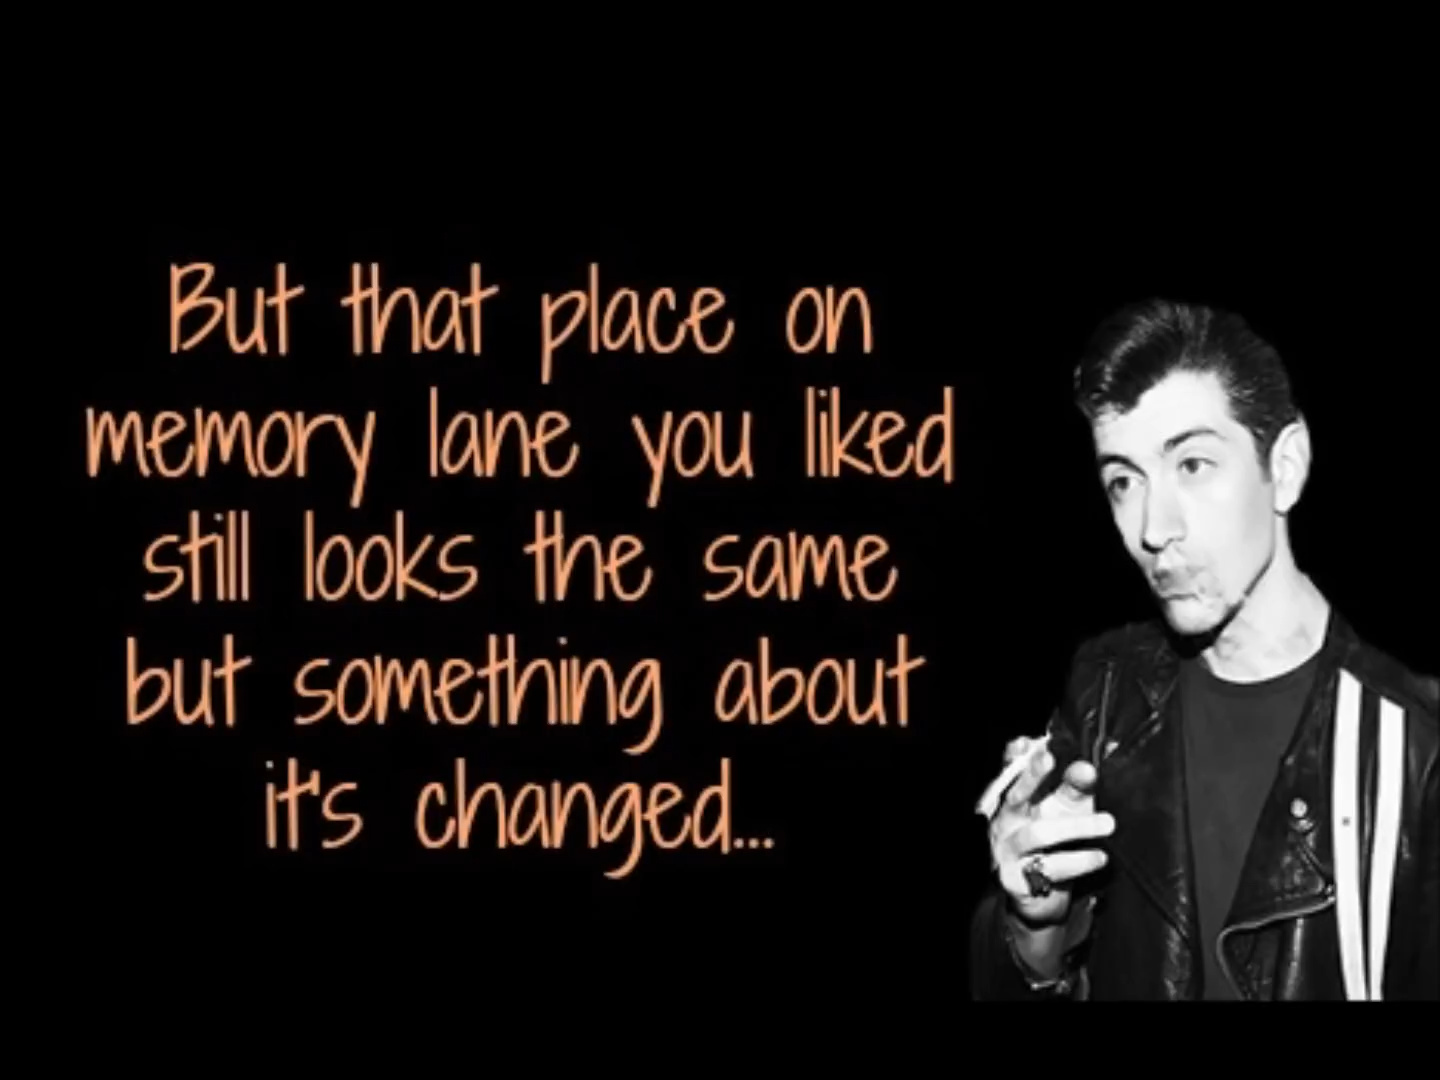 But that place on
memory lane you liked
still looks the same
but something about
it's changed...